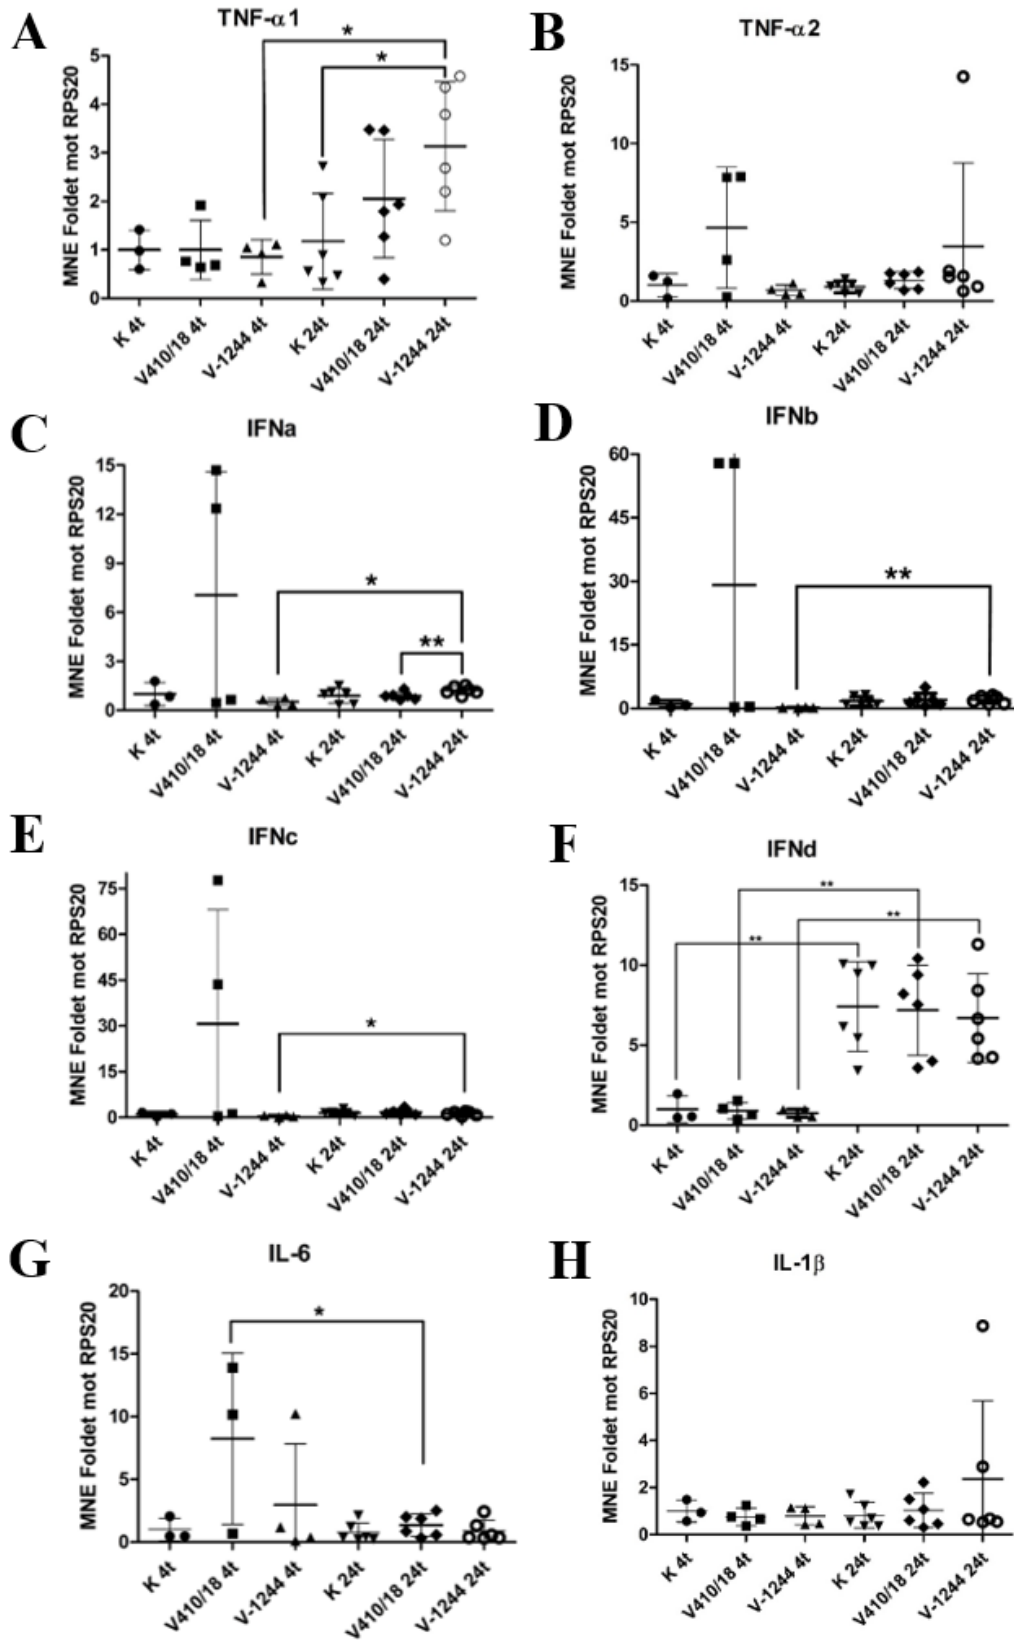 A
TNF-α1
MNE Foldet mot RPS20
5
4
3
2
1
0
*
*
K 4t
V410/18 4t
V-1244 4t
K 24t
V410/18 24t
V-1244 24t
B
TNF-α2
MNE Foldet mot RPS20
15
10
5
0
K 4t
V410/18 4t
V-1244 4t
K 24t
V410/18 24t
V-1244 24t
C
IFNa
MNE Foldet mot RPS20
15
12
9
6
3
0
*
**
K 4t
V410/18 4t
V-1244 4t
K 24t
V410/18 24t
V-1244 24t
D
IFNb
MNE Foldet mot RPS20
60
45
30
15
0
**
K 4t
V410/18 4t
V-1244 4t
K 24t
V410/18 24t
V-1244 24t
E
IFNc
MNE Foldet mot RPS20
75
60
45
30
15
0
*
K 4t
V410/18 4t
V-1244 4t
K 24t
V410/18 24t
V-1244 24t
F
IFNd
MNE Foldet mot RPS20
15
10
5
0
**
**
**
K 4t
V410/18 4t
V-1244 4t
K 24t
V410/18 24t
V-1244 24t
G
IL-6
MNE Foldet mot RPS20
20
15
10
5
0
*
K 4t
V410/18 4t
V-1244 4t
K 24t
V410/18 24t
V-1244 24t
H
IL-1β
MNE Foldet mot RPS20
10
8
6
4
2
0
K 4t
V410/18 4t
V-1244 4t
K 24t
V410/18 24t
V-1244 24t